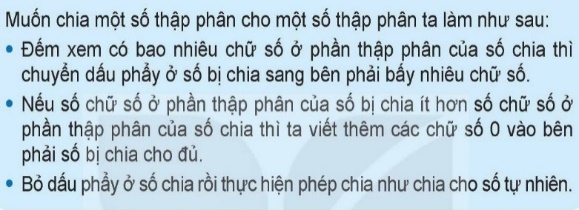 Muốn chia một số thập phân cho một số thập phân ta làm như sau:
• Đếm xem có bao nhiêu chữ số ở phần thập phân của số chia thì
chuyển dấu phẩy ở số bị chia sang bên phải bấy nhiêu chữ số.
• Nếu số chữ số ở phần thập phân của số bị chia ít hơn số chữ số ở
phần thập phân của số chia thì ta viết thêm các chữ số 0 vào bên
phải số bị chia cho đủ.
• Bỏ dấu phẩy ở số chia rồi thực hiện phép chia như chia cho số tự nhiên.